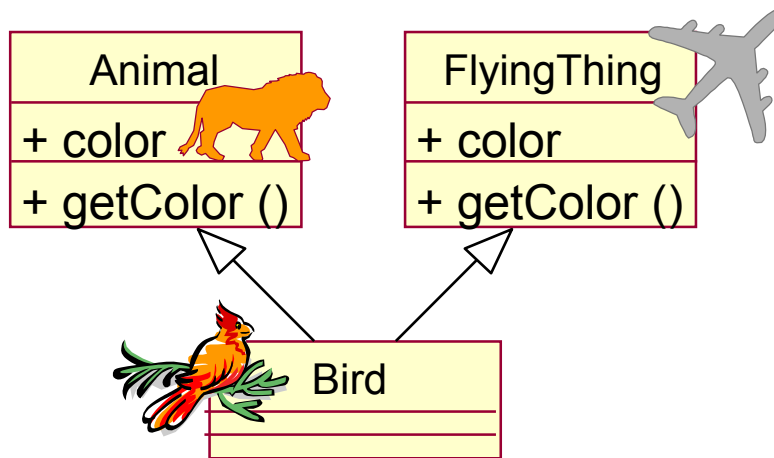 Animal
+ color
+ getColor ()
FlyingThing
+ color
+ getColor ()
Bird